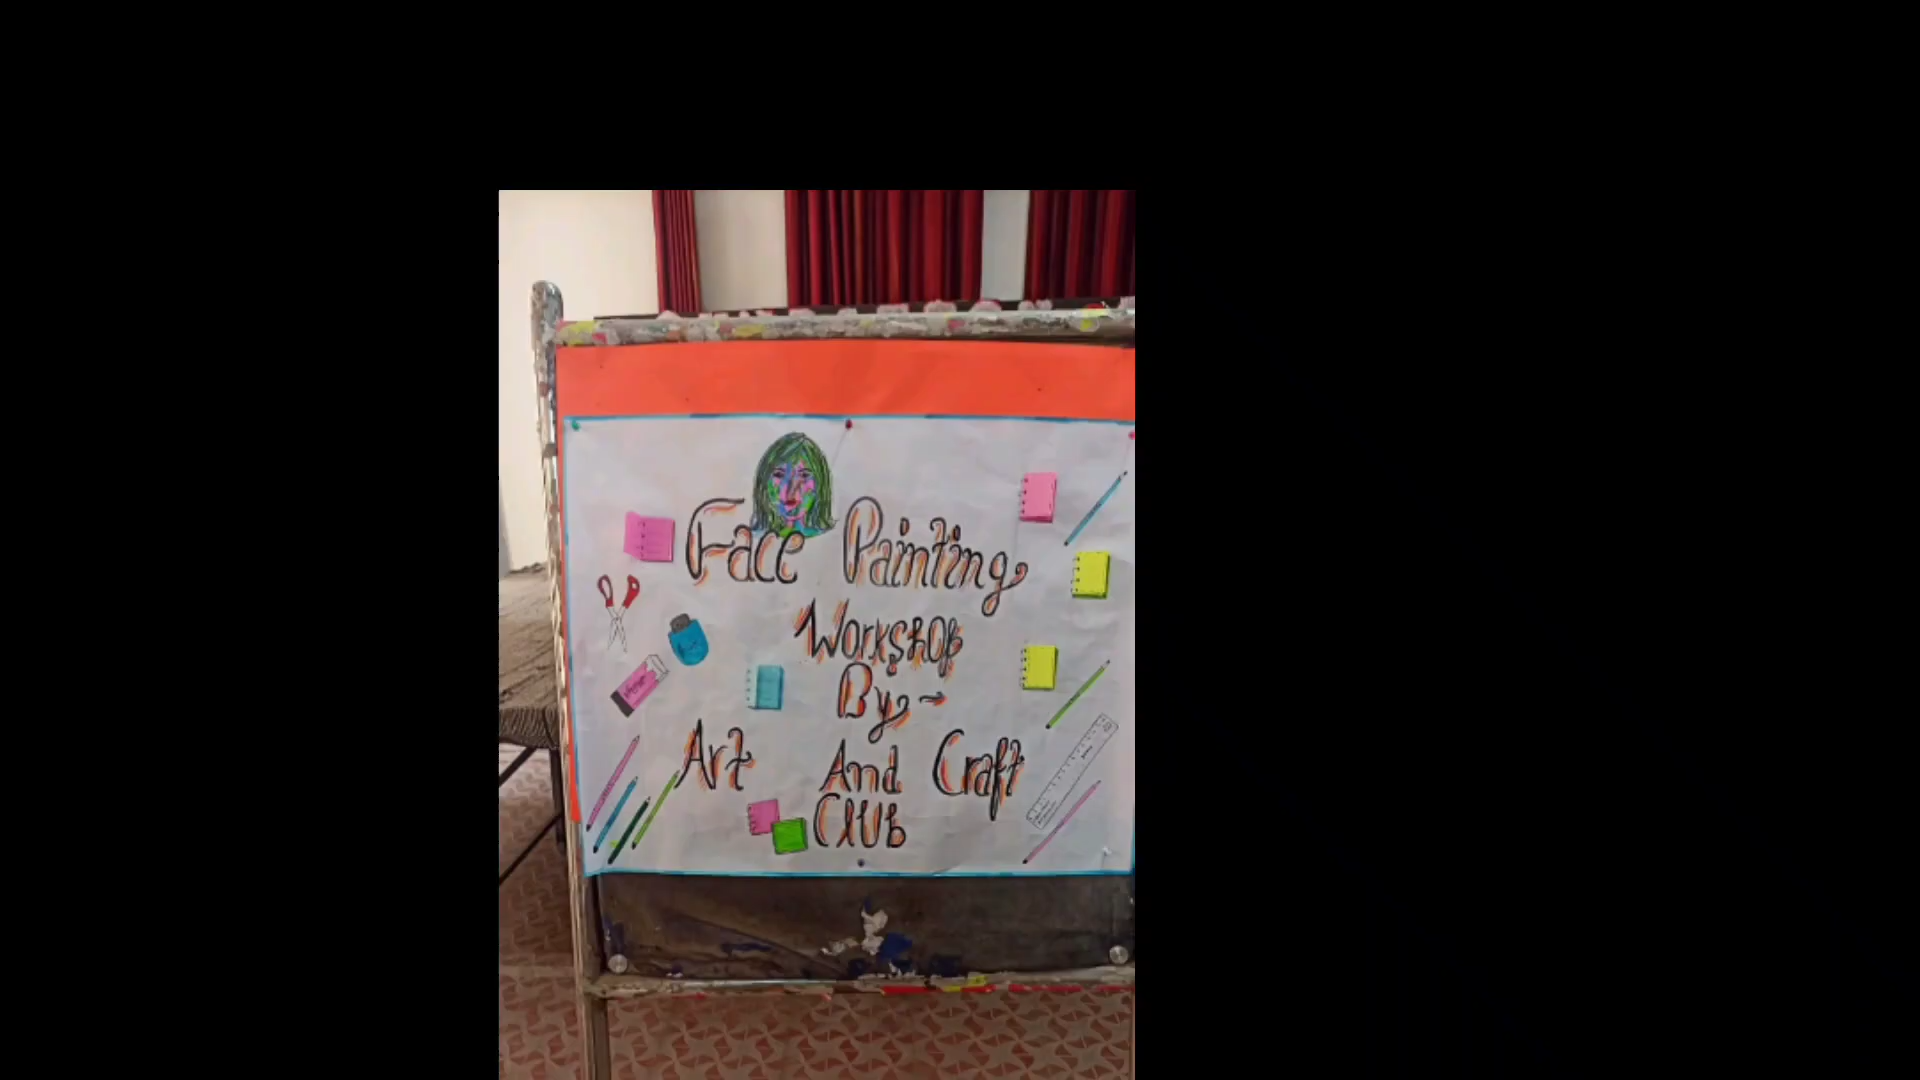 Face Painting
Workshop
By:-
Art And Craft
Club